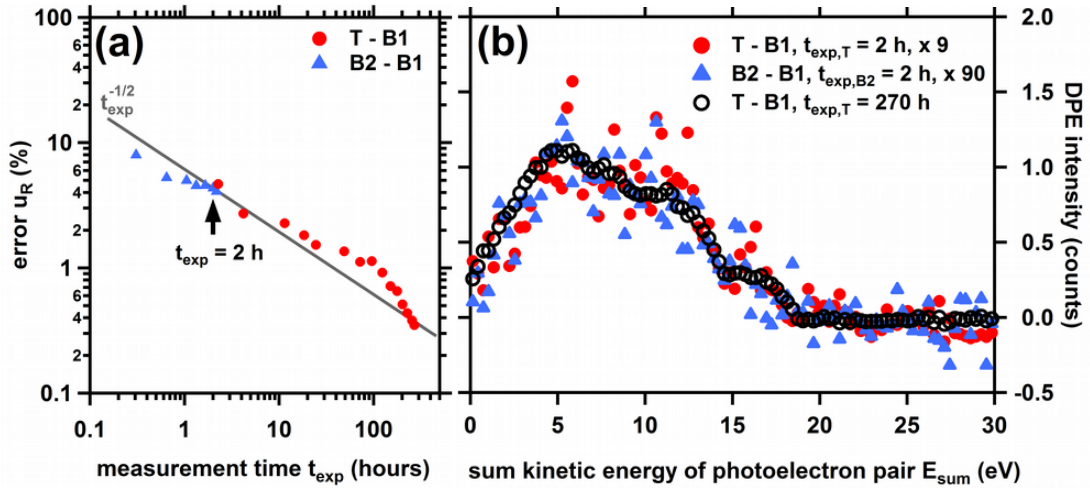 (a)
T - B1
B2 - B1
t_exp^-1/2
t_exp = 2 h
100
6
4
2
10
6
4
2
1
6
4
2
0.1
error u_R (%)
0.1
1
10
100
measurement time t_exp (hours)
(b)
T - B1, t_exp,T = 2 h, x 9
B2 - B1, t_exp,B2 = 2 h, x 90
T - B1, t_exp,T = 270 h
2.0
1.5
1.0
0.5
0.0
-0.5
DPE intensity (counts)
0
5
10
15
20
25
30
sum kinetic energy of photoelectron pair E_sum (eV)